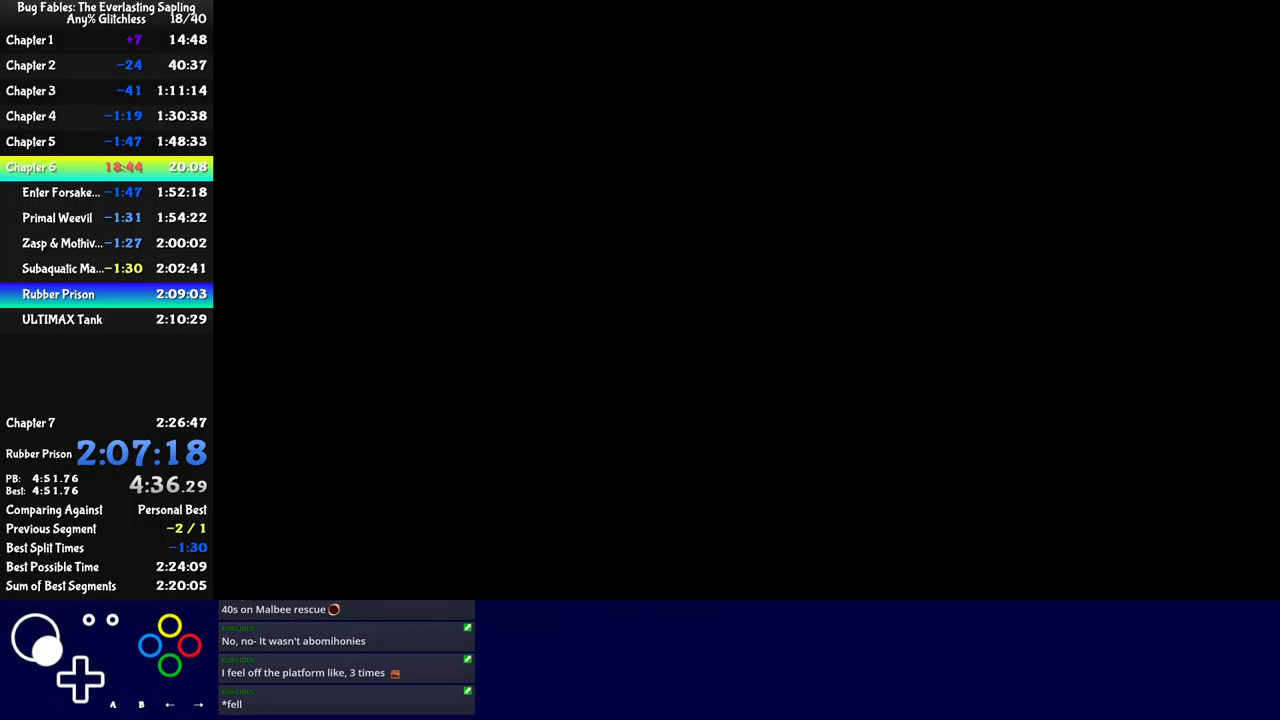 Bug Fables: The Everlasting Sapling
Any% Glitchless 18/40
Chapter 1 +7 14:48
Chapter 2 -24 40:37
Chapter 3 -41 1:11:14
Chapter 4 -1:19 1:30:38
Chapter 5 -1:47 1:48:33
Chapter 6 18:44 20:08
Enter Forsake... -1:47 1:52:18
Primal Weevil -1:31 1:54:22
Zasp & Mothiv... -1:27 2:00:02
Subaquatic Ma... -1:30 2:02:41
Rubber Prison 2:09:03
ULTIMAX Tank 2:10:29
Chapter 7 2:26:47
Rubber Prison 2:07:18
PB: 4:51.76
Best: 4:51.76
4:36.29
Comparing Against Personal Best
Previous Segment -2 / 1
Best Split Times -1:30
Best Possible Time 2:24:09
Sum of Best Segments 2:20:05
A B ← →
40s on Malbee rescue
KUKILIOUS
No, no- It wasn't abomihonies
I feel off the platform like, 3 times
*fell